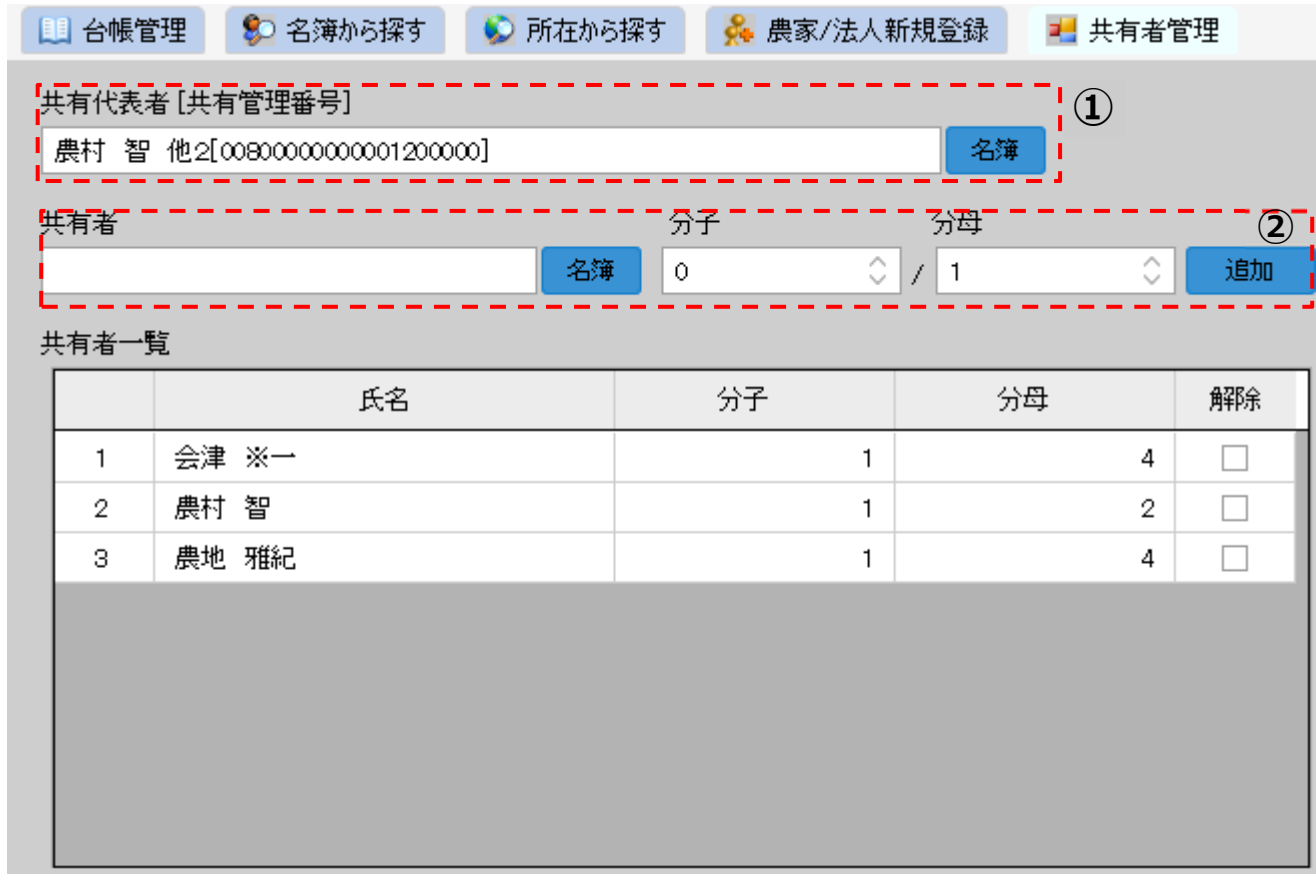 台帳管理 名簿から探す 所在から探す 農家/法人新規登録 共有者管理
共有代表者 [共有管理番号] ①
農村 智 他2[00800000000001200000] 名簿
共有者 分子 分母 ②
名簿 0 / 1 追加
共有者一覧
氏名 分子 分母 解除
1 会津 ※一 1 4
2 農村 智 1 2
3 農地 雅紀 1 4